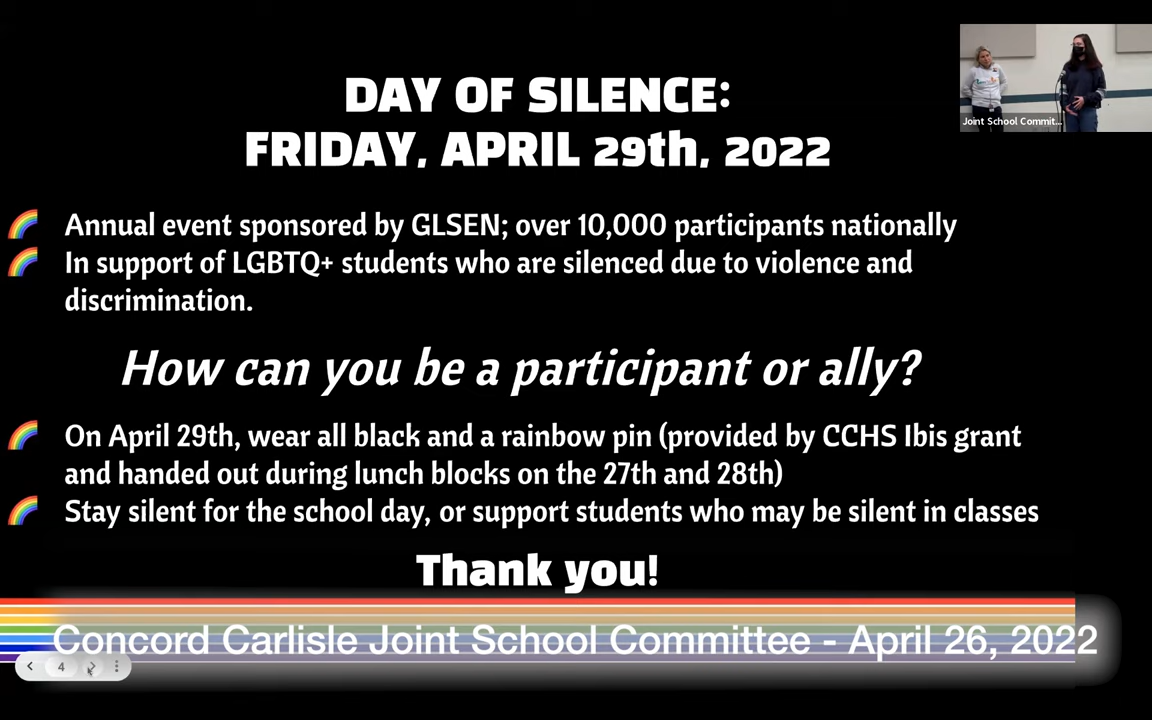 DAY OF SILENCE:
FRIDAY, APRIL 29th, 2022
Joint School Commit...
Annual event sponsored by GLSEN; over 10,000 participants nationally
In support of LGBTQ+ students who are silenced due to violence and
discrimination.
How can you be a participant or ally?
On April 29th, wear all black and a rainbow pin (provided by CCHS Ibis grant
and handed out during lunch blocks on the 27th and 28th)
Stay silent for the school day, or support students who may be silent in classes
Thank you!
Concord Carlisle Joint School Committee - April 26, 2022
4